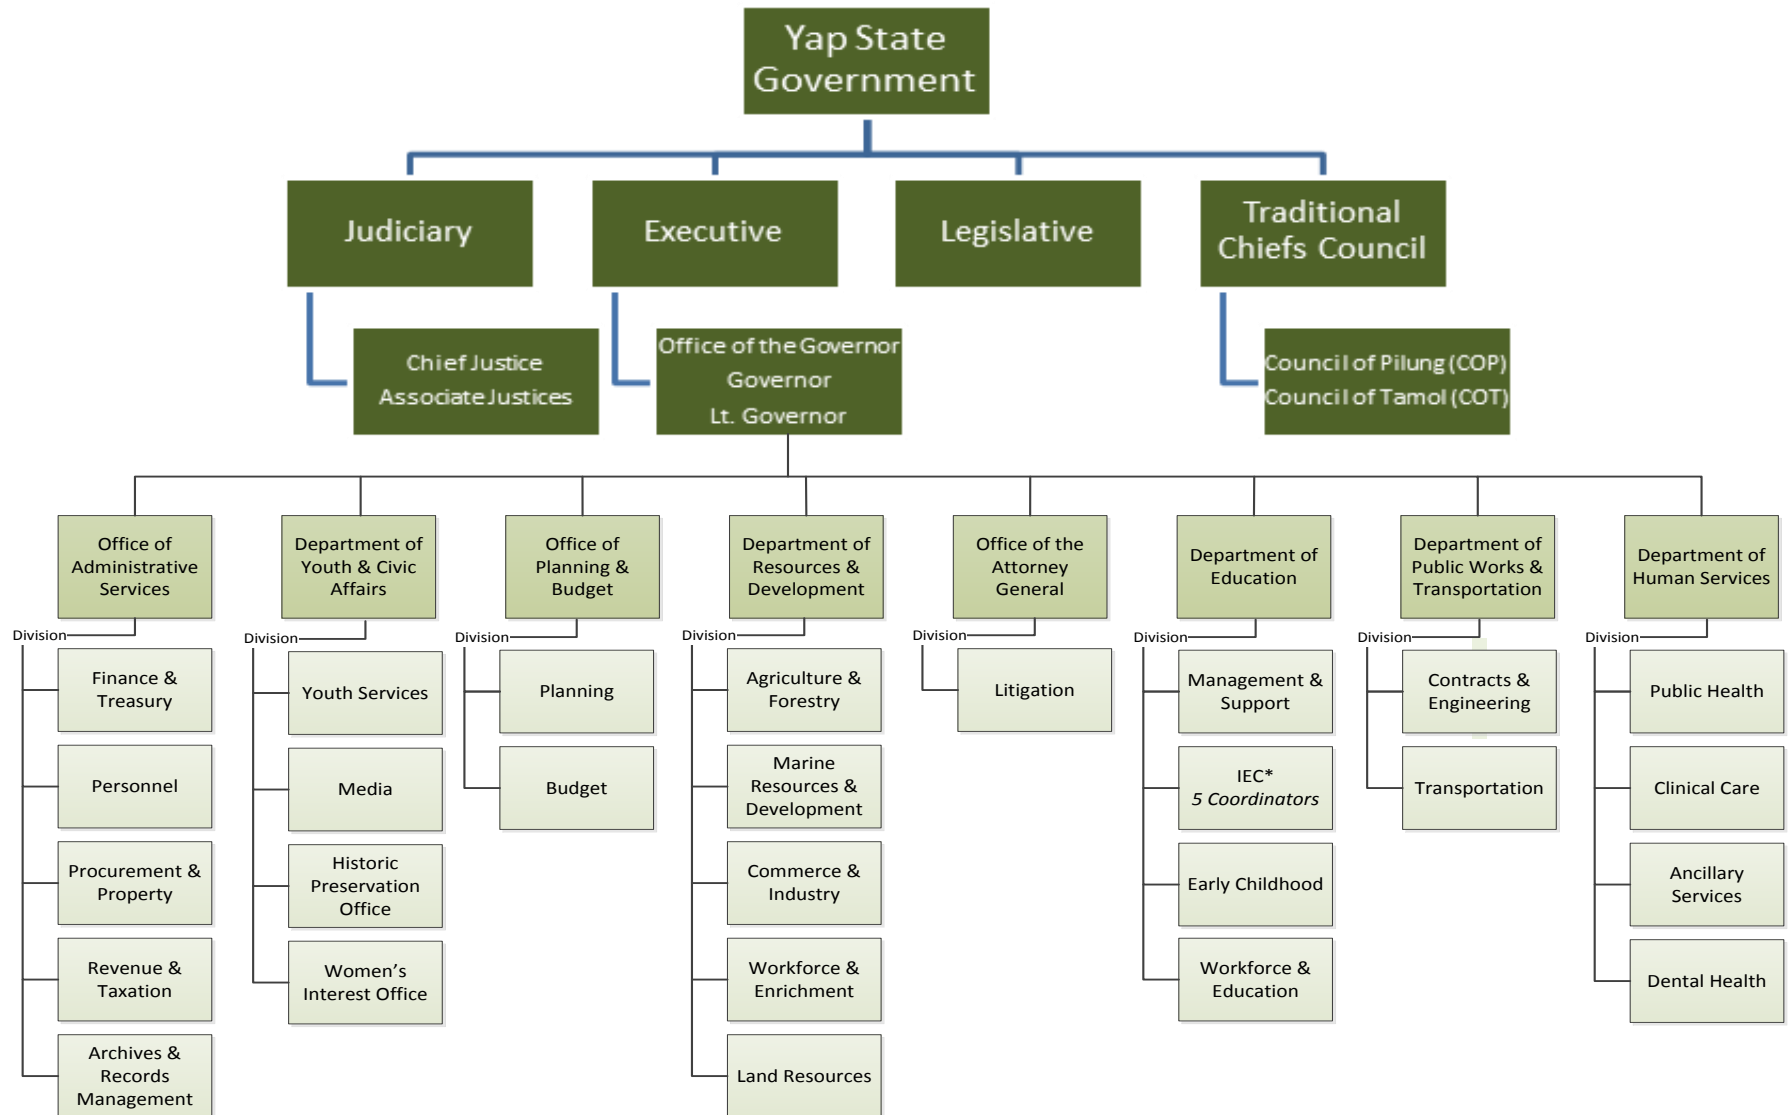 Yap State
Government
Judiciary
Executive
Legislative
Traditional
Chiefs Council
Chief Justice
Associate Justices
Office of the Governor
Governor
Lt. Governor
Council of Pilung (COP)
Council of Tamol (COT)
Office of
Administrative
Services
Department of
Youth & Civic
Affairs
Office of
Planning &
Budget
Department of
Resources &
Development
Office of the
Attorney
General
Department of
Education
Department of
Public Works &
Transportation
Department of
Human Services
Division
Finance &
Treasury
Personnel
Procurement &
Property
Revenue &
Taxation
Archives &
Records
Management
Division
Youth Services
Media
Historic
Preservation
Office
Women’s
Interest Office
Division
Planning
Budget
Division
Agriculture &
Forestry
Marine
Resources &
Development
Commerce &
Industry
Workforce &
Enrichment
Land Resources
Division
Litigation
Division
Management &
Support
IEC*
5 Coordinators
Early Childhood
Workforce &
Education
Division
Contracts &
Engineering
Transportation
Division
Public Health
Clinical Care
Ancillary
Services
Dental Health